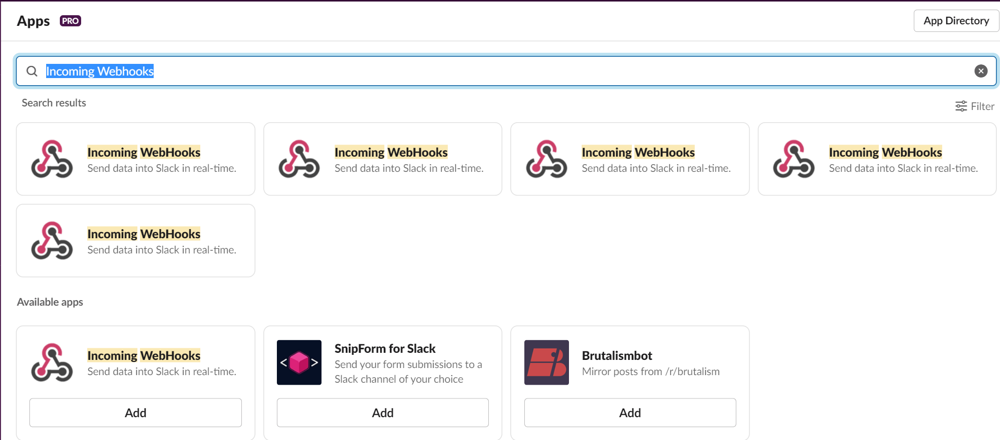 Apps PRO
App Directory
Incoming Webhooks
Search results
Filter
Incoming WebHooks
Send data into Slack in real-time.
Incoming WebHooks
Send data into Slack in real-time.
Incoming WebHooks
Send data into Slack in real-time.
Incoming WebHooks
Send data into Slack in real-time.
Incoming WebHooks
Send data into Slack in real-time.
Available apps
Incoming WebHooks
Send data into Slack in real-time.
Add
SnipForm for Slack
Send your form submissions to a
Slack channel of your choice
Add
Brutalismbot
Mirror posts from /r/brutalism
Add